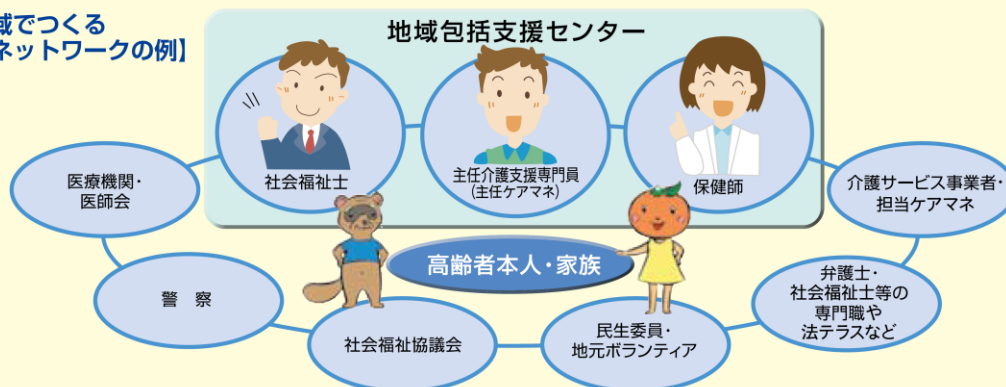 域でつくる
ネットワークの例】
地域包括支援センター
社会福祉士
主任介護支援専門員
(主任ケアマネ)
保健師
医療機関・
医師会
介護サービス事業者・
担当ケアマネ
高齢者本人・家族
警 察
弁護士・
社会福祉士等の
専門職や
法テラスなど
社会福祉協議会
民生委員・
地元ボランティア